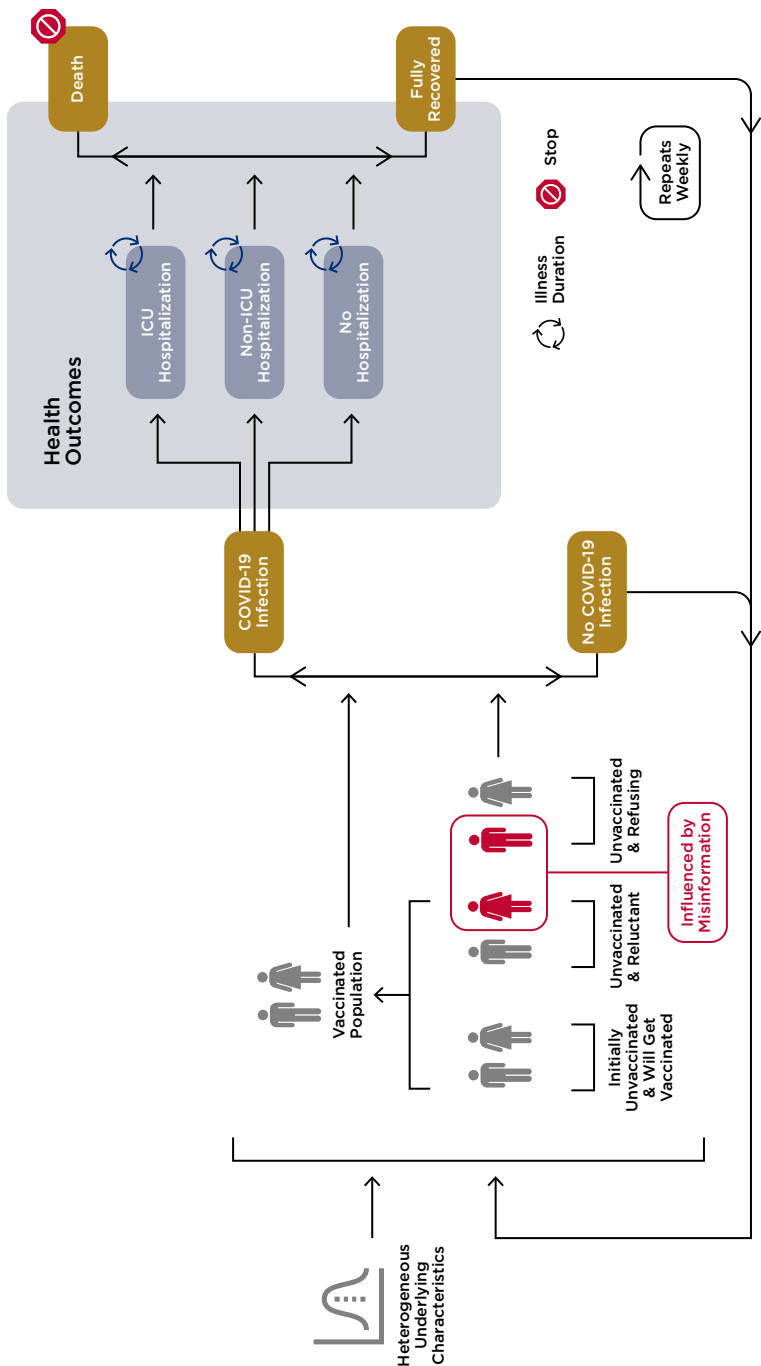 Heterogeneous
Underlying
Characteristics
Vaccinated
Population
Initially
Unvaccinated
& Will Get
Vaccinated
Unvaccinated
& Reluctant
Unvaccinated
& Refusing
Influenced by
Misinformation
COVID-19
Infection
No COVID-19
Infection
Health
Outcomes
ICU
Hospitalization
Non-ICU
Hospitalization
No
Hospitalization
Death
Fully
Recovered
Illness
Duration
Stop
Repeats
Weekly